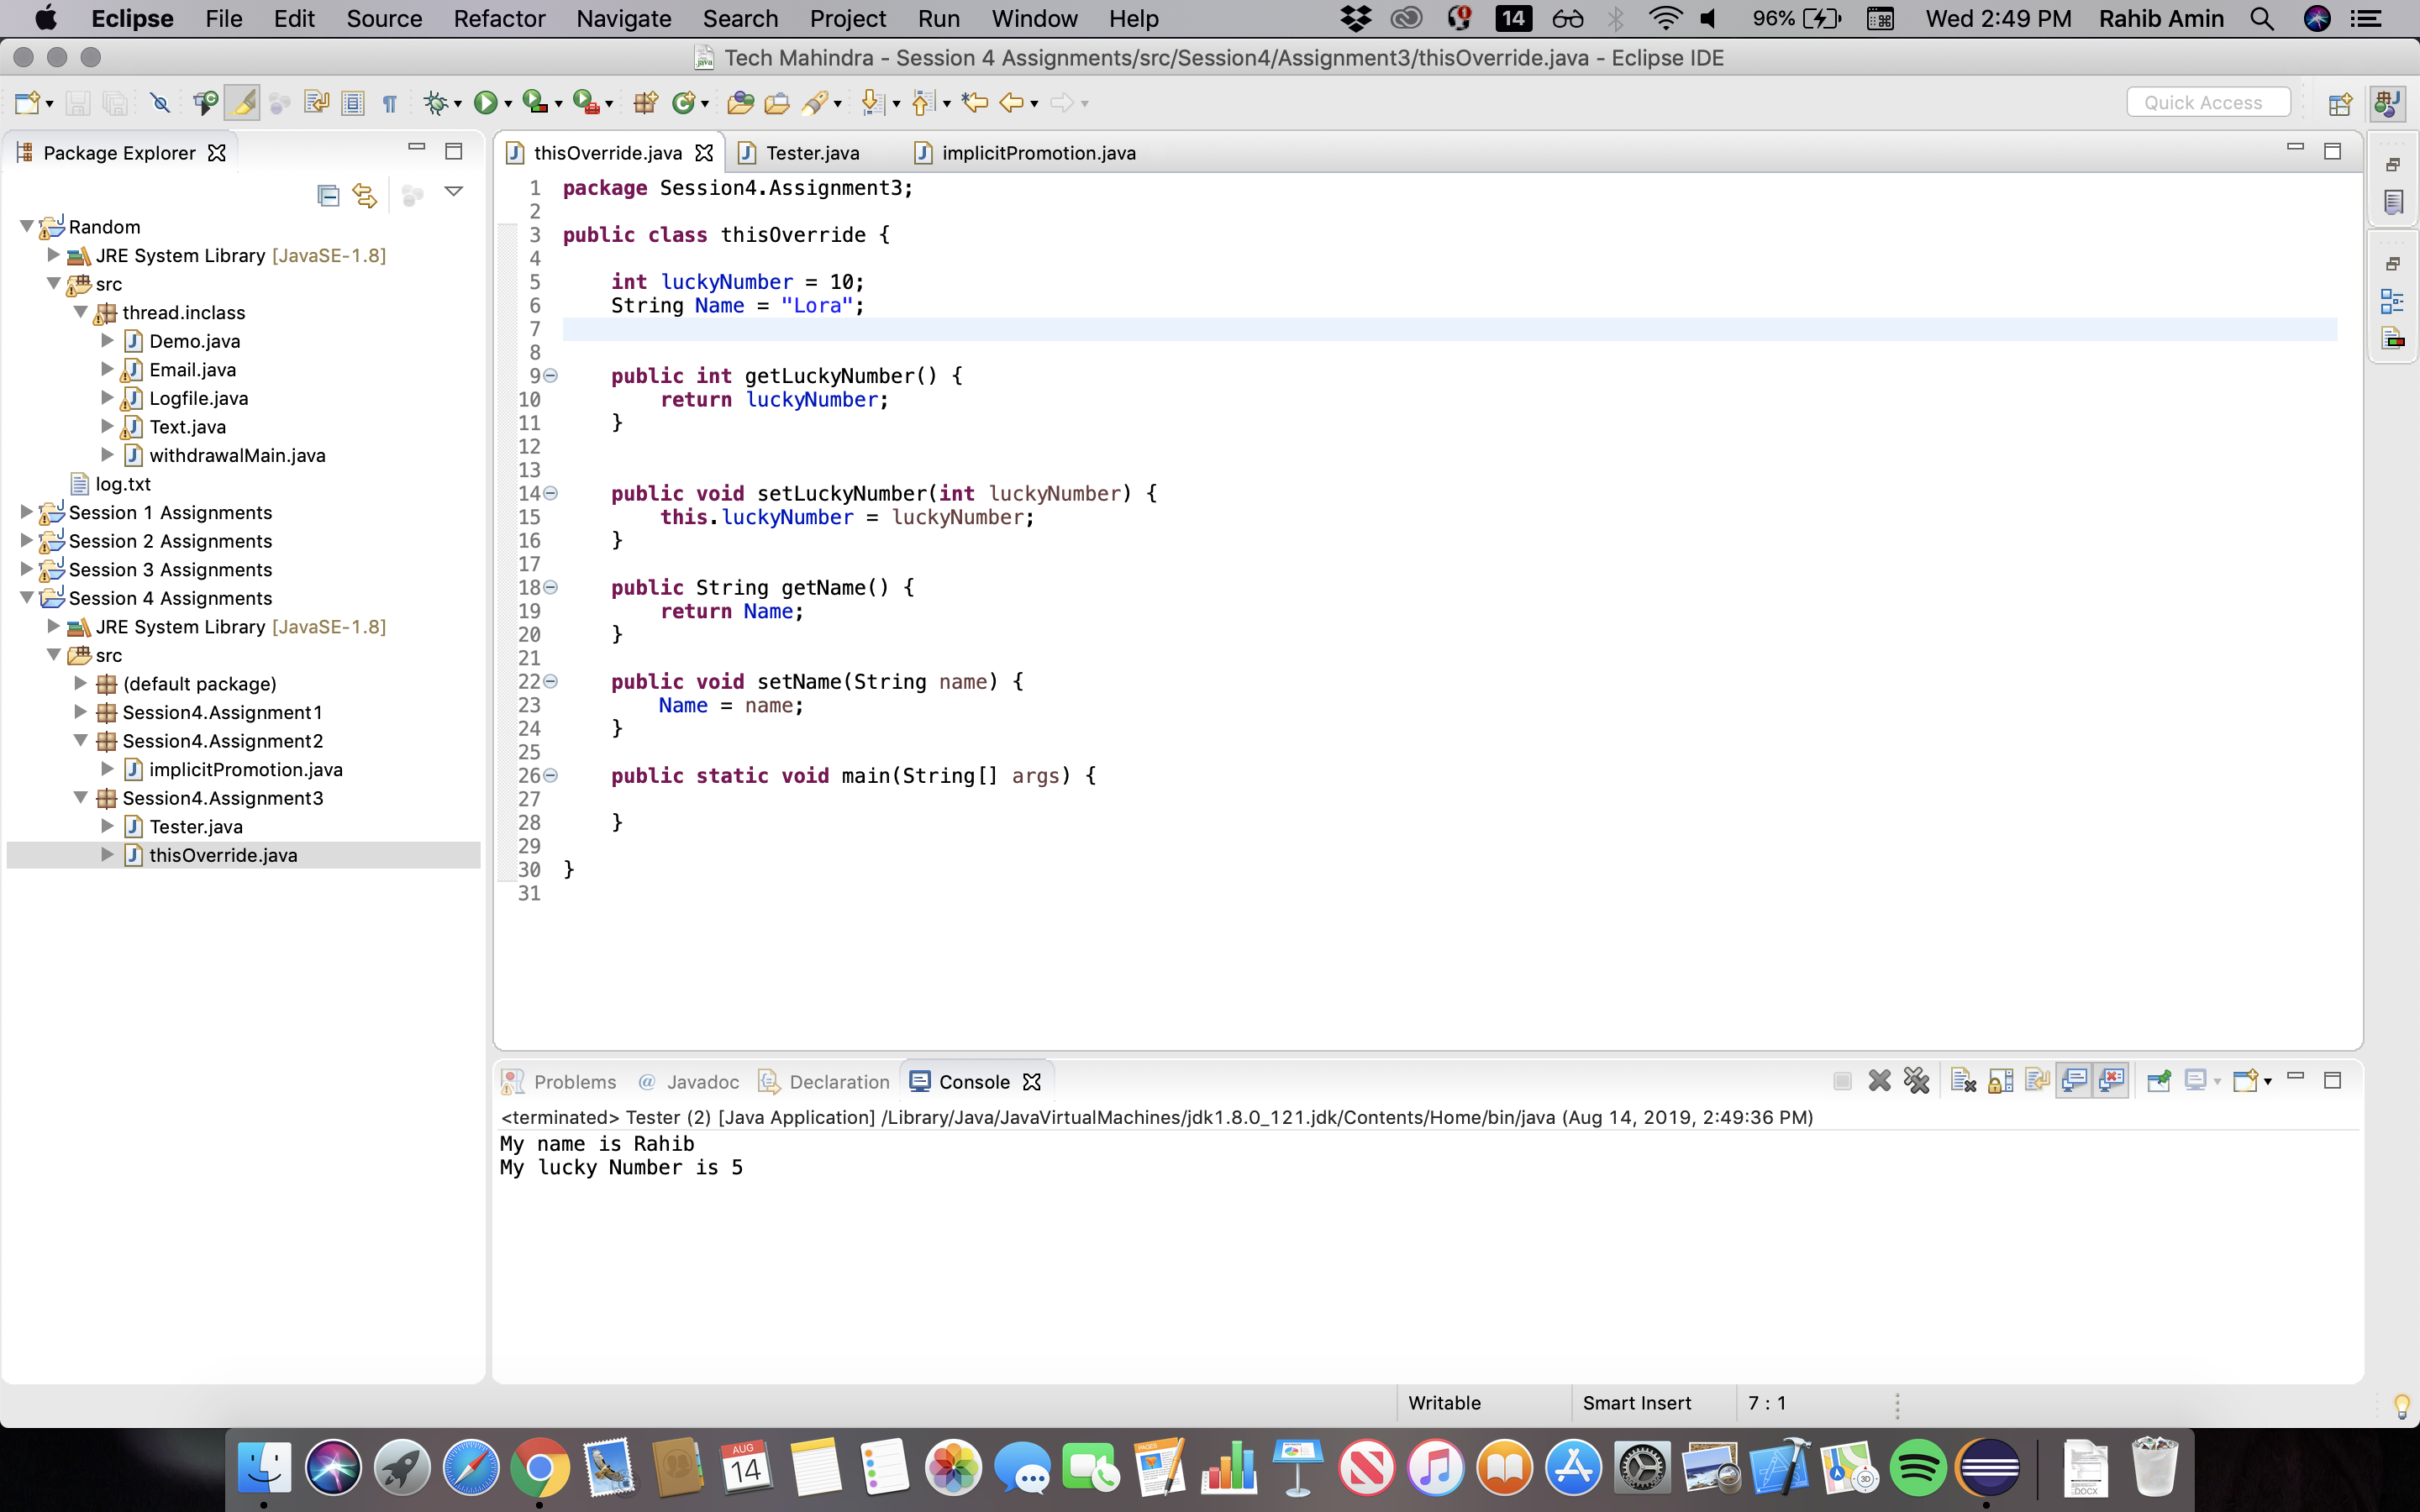 Eclipse File Edit Source Refactor Navigate Search Project Run Window Help 14 96% Wed 2:49 PM Rahib Amin
Tech Mahindra - Session 4 Assignments/src/Session4/Assignment3/thisOverride.java - Eclipse IDE
Quick Access
Package Explorer
Random
JRE System Library [JavaSE-1.8]
src
thread.inclass
Demo.java
Email.java
Logfile.java
Text.java
withdrawalMain.java
log.txt
Session 1 Assignments
Session 2 Assignments
Session 3 Assignments
Session 4 Assignments
JRE System Library [JavaSE-1.8]
src
(default package)
Session4.Assignment1
Session4.Assignment2
implicitPromotion.java
Session4.Assignment3
Tester.java
thisOverride.java
thisOverride.java Tester.java implicitPromotion.java
1 package Session4.Assignment3;
2
3 public class thisOverride {
4
5 int luckyNumber = 10;
6 String Name = "Lora";
7
8
9 public int getLuckyNumber() {
10 return luckyNumber;
11 }
12
13
14 public void setLuckyNumber(int luckyNumber) {
15 this.luckyNumber = luckyNumber;
16 }
17
18 public String getName() {
19 return Name;
20 }
21
22 public void setName(String name) {
23 Name = name;
24 }
25
26 public static void main(String[] args) {
27
28 }
29
30 }
31
Problems @ Javadoc Declaration Console
<terminated> Tester (2) [Java Application] /Library/Java/JavaVirtualMachines/jdk1.8.0_121.jdk/Contents/Home/bin/java (Aug 14, 2019, 2:49:36 PM)
My name is Rahib
My lucky Number is 5
Writable Smart Insert 7 : 1
AUG
14
PAGES
3D
DOCX